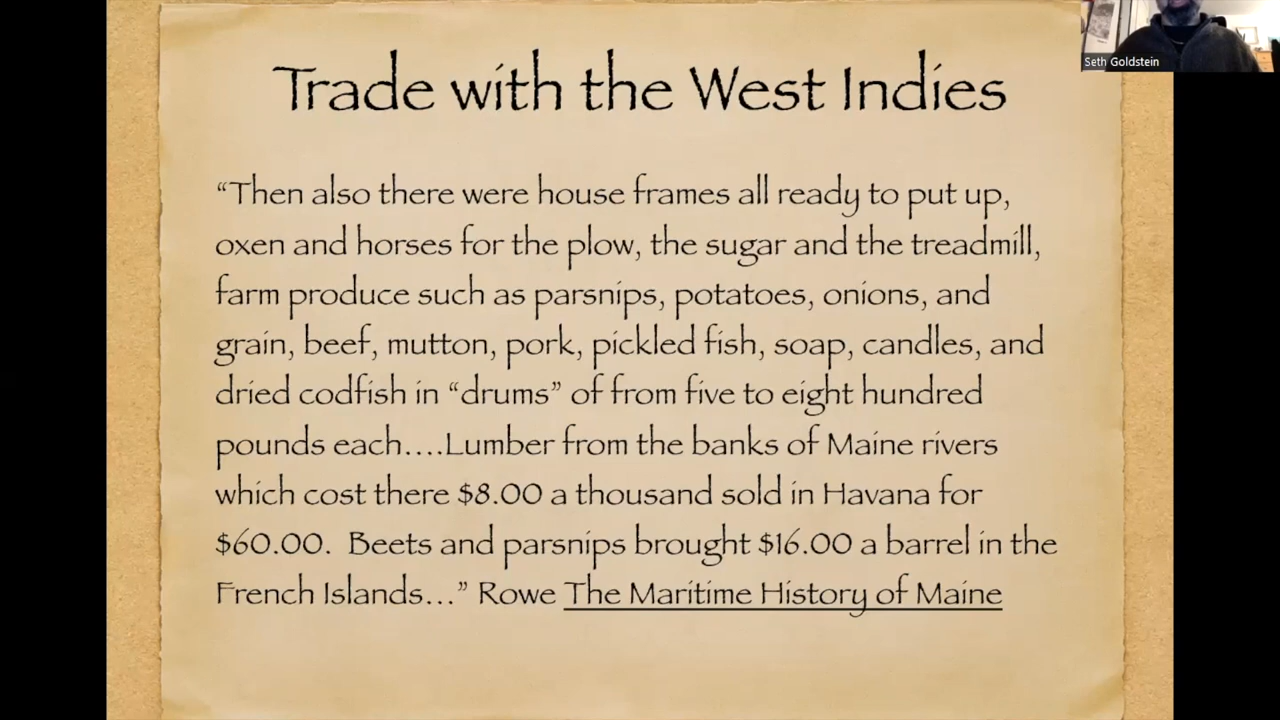 Seth Goldstein
Trade with the West Indies
“Then also there were house frames all ready to put up,
oxen and horses for the plow, the sugar and the treadmill,
farm produce such as parsnips, potatoes, onions, and
grain, beef, mutton, pork, pickled fish, soap, candles, and
dried codfish in “drums” of from five to eight hundred
pounds each....Lumber from the banks of Maine rivers
which cost there $8.00 a thousand sold in Havana for
$60.00.  Beets and parsnips brought $16.00 a barrel in the
French Islands...” Rowe The Maritime History of Maine